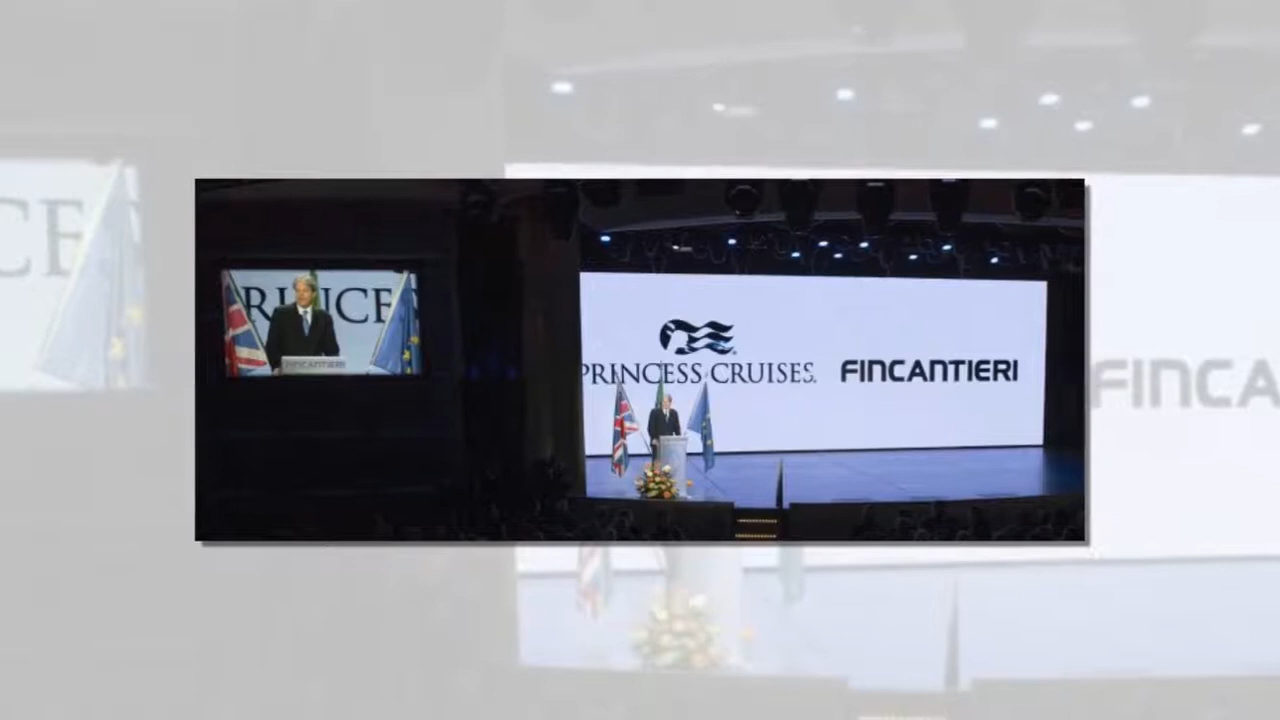 RINCE
FINCANTIERI
PRINCESS CRUISES.
FINCANTIERI
CE
FINCA